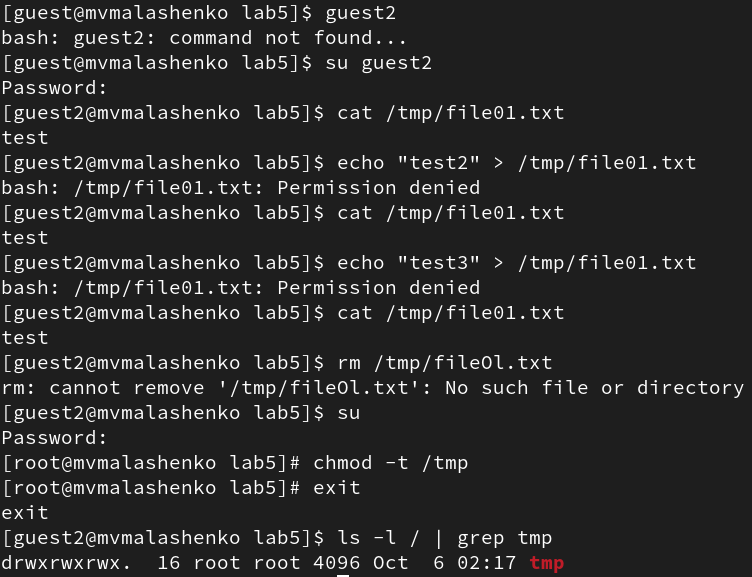 [guest@mvmalashenko lab5]$ guest2
bash: guest2: command not found...
[guest@mvmalashenko lab5]$ su guest2
Password:
[guest2@mvmalashenko lab5]$ cat /tmp/file01.txt
test
[guest2@mvmalashenko lab5]$ echo "test2" > /tmp/file01.txt
bash: /tmp/file01.txt: Permission denied
[guest2@mvmalashenko lab5]$ cat /tmp/file01.txt
test
[guest2@mvmalashenko lab5]$ echo "test3" > /tmp/file01.txt
bash: /tmp/file01.txt: Permission denied
[guest2@mvmalashenko lab5]$ cat /tmp/file01.txt
test
[guest2@mvmalashenko lab5]$ rm /tmp/fileOl.txt
rm: cannot remove '/tmp/fileOl.txt': No such file or directory
[guest2@mvmalashenko lab5]$ su
Password:
[root@mvmalashenko lab5]# chmod -t /tmp
[root@mvmalashenko lab5]# exit
exit
[guest2@mvmalashenko lab5]$ ls -l / | grep tmp
drwxrwxrwx.  16 root root 4096 Oct  6 02:17 tmp